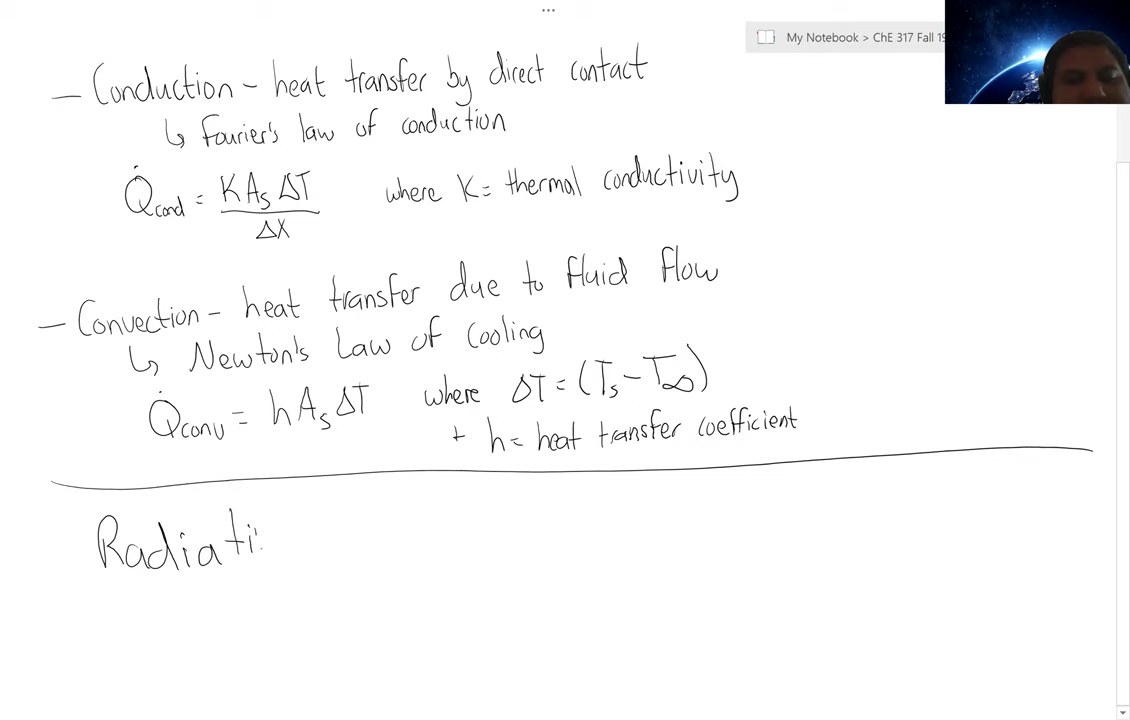 ...
My Notebook > ChE 317 Fall 19
— Conduction - heat transfer by direct contact
↳ Fourier's law of conduction
Q̇cond = KAsΔT / ΔX where K = thermal conductivity
— Convection - heat transfer due to fluid flow
↳ Newton's Law of Cooling
Q̇conv = hAsΔT where ΔT = (Ts - T∞)
+ h = heat transfer coefficient
Radiati